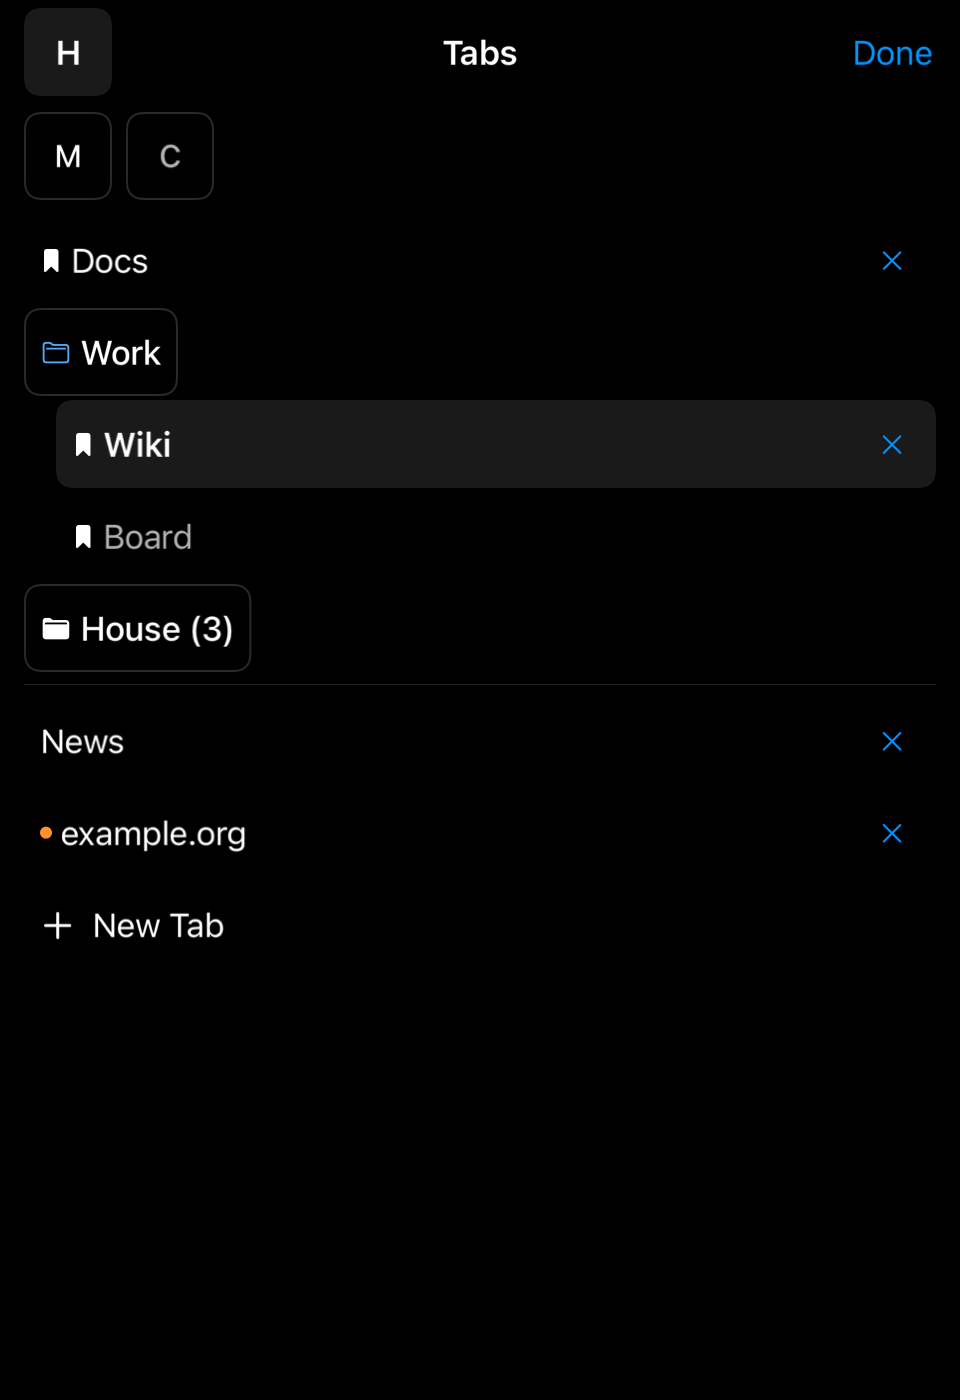 H Tabs Done
M C
Docs
Work
Wiki
Board
House (3)
News
example.org
New Tab